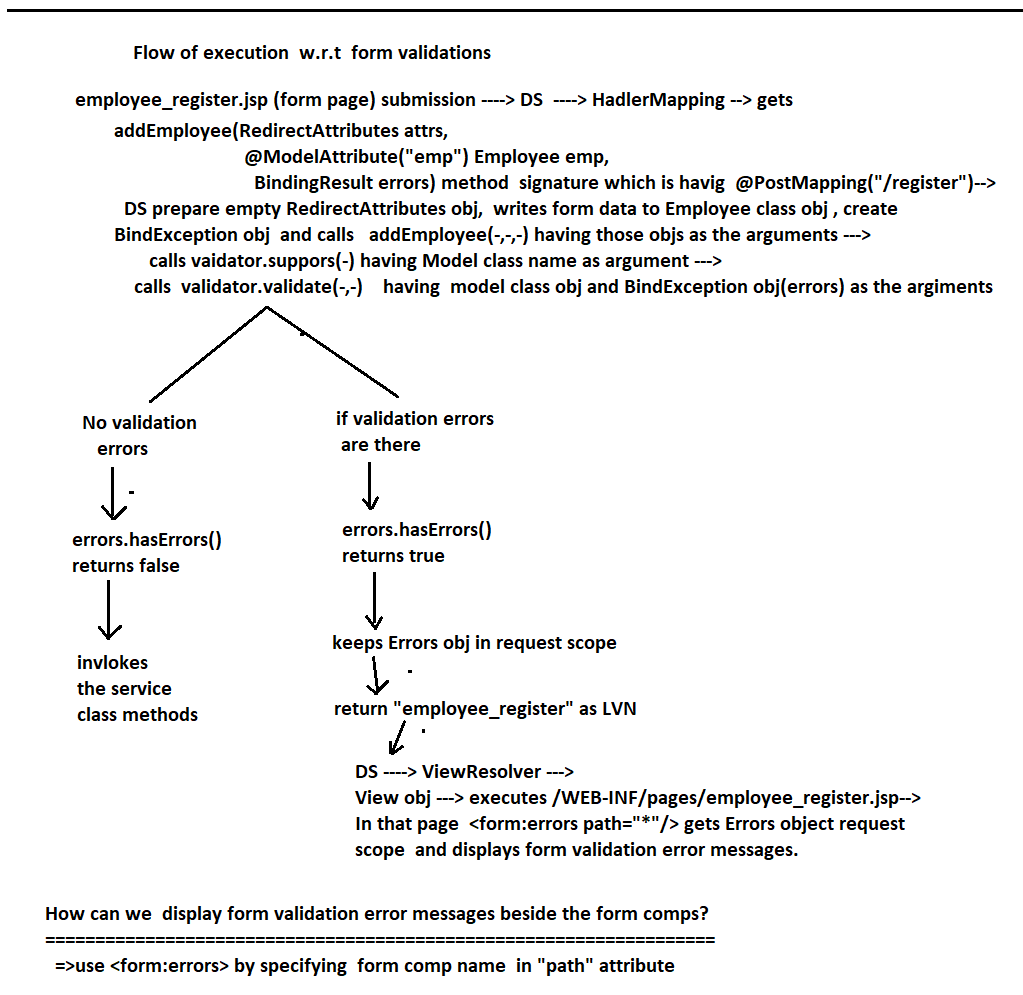 Flow of execution w.r.t form validations
employee_register.jsp (form page) submission ----> DS ----> HadlerMapping --> gets
addEmployee(RedirectAttributes attrs,
@ModelAttribute("emp") Employee emp,
BindingResult errors) method signature which is havig @PostMapping("/register")-->
DS prepare empty RedirectAttributes obj, writes form data to Employee class obj , create
BindException obj and calls addEmployee(-,-,-) having those objs as the arguments --->
calls vaidator.suppors(-) having Model class name as argument --->
calls validator.validate(-,-) having model class obj and BindException obj(errors) as the argiments
No validation
errors
if validation errors
are there
errors.hasErrors()
returns false
errors.hasErrors()
returns true
invlokes
the service
class methods
keeps Errors obj in request scope
return "employee_register" as LVN
DS ----> ViewResolver --->
View obj ---> executes /WEB-INF/pages/employee_register.jsp-->
In that page <form:errors path="*"/> gets Errors object request
scope and displays form validation error messages.
How can we display form validation error messages beside the form comps?
===================================================================
=>use <form:errors> by specifying form comp name in "path" attribute